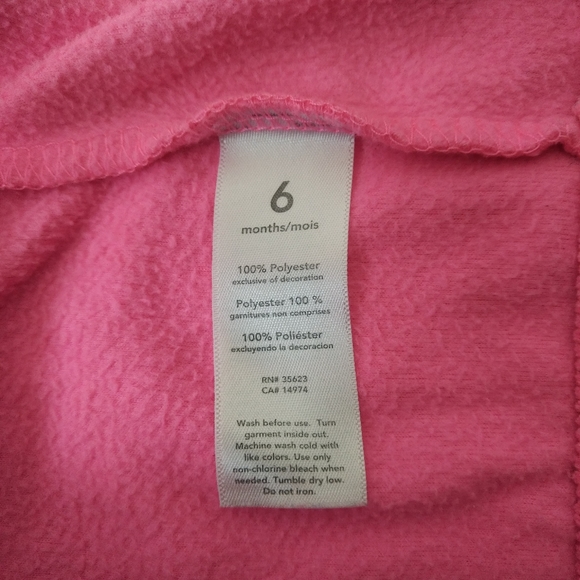 6
months/mois
100% Polyester
exclusive of decoration
Polyester 100 %
garnitures non comprises
100% Poliéster
excluyendo la decoracion
RN# 35623
CA# 14974
Wash before use. Turn
garment inside out.
Machine wash cold with
like colors. Use only
non-chlorine bleach when
needed. Tumble dry low.
Do not iron.